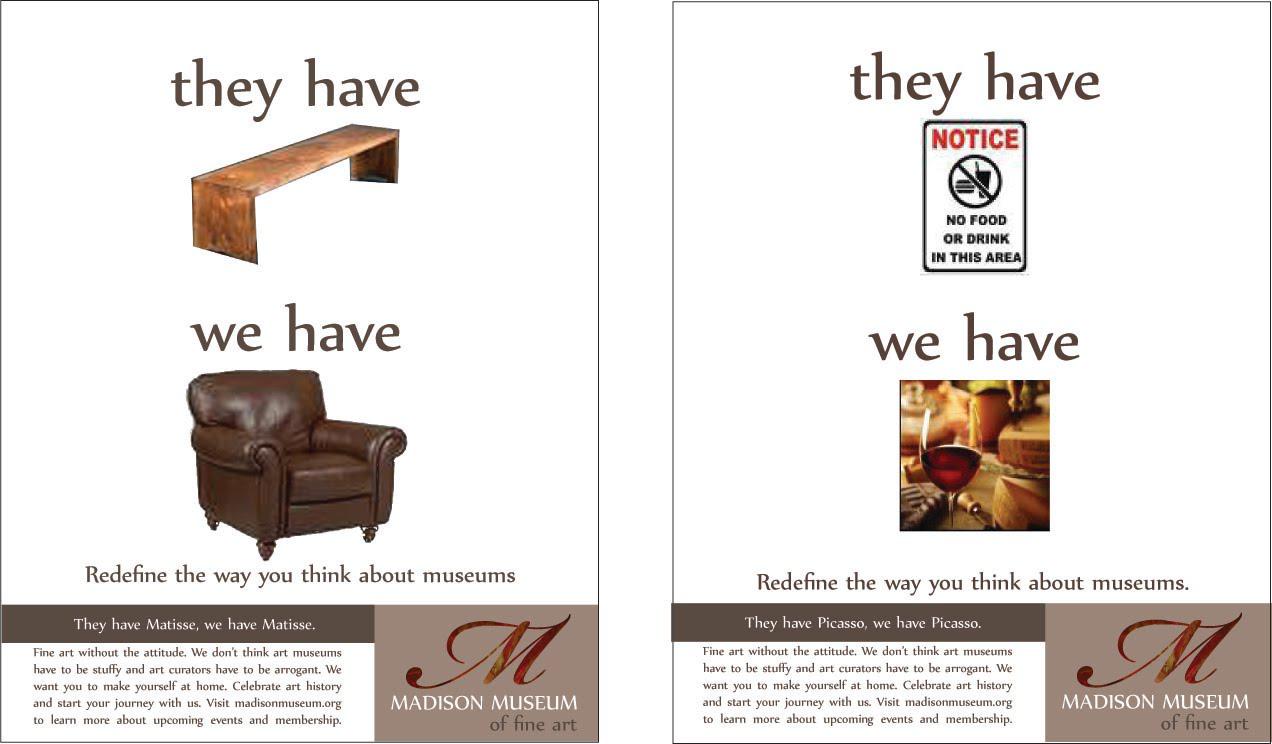 they have
we have
Redefine the way you think about museums
They have Matisse, we have Matisse.
Fine art without the attitude. We don't think art museums
have to be stuffy and art curators have to be arrogant. We
want you to make yourself at home. Celebrate art history
and start your journey with us. Visit madisonmuseum.org
to learn more about upcoming events and membership.
M
MADISON MUSEUM
of fine art
they have
NOTICE
NO FOOD
OR DRINK
IN THIS AREA
we have
Redefine the way you think about museums.
They have Picasso, we have Picasso.
Fine art without the attitude. We don't think art museums
have to be stuffy and art curators have to be arrogant. We
want you to make yourself at home. Celebrate art history
and start your journey with us. Visit madisonmuseum.org
to learn more about upcoming events and membership.
M
MADISON MUSEUM
of fine art